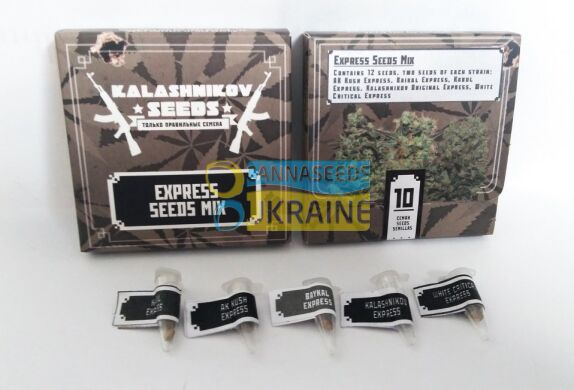 KALASHNIKOV
SEEDS
ТОЛЬКО ПРАВИЛЬНЫЕ СЕМЕНА
EXPRESS
SEEDS MIX
Express Seeds Mix
Contains 12 seeds, two seeds of each strain:
AK Kush Express, Baikal Express, Kandl
Express, Kalashnikov Original Express, White
Critical Express
10
СЕМЯН
SEEDS
SEMILLAS
CANNASEEDS
UKRAINE
EXPRESS
AK KUSH
EXPRESS
BAYKAL
EXPRESS
KALASHNIKOV
EXPRESS
WHITE CRITICAL
EXPRESS